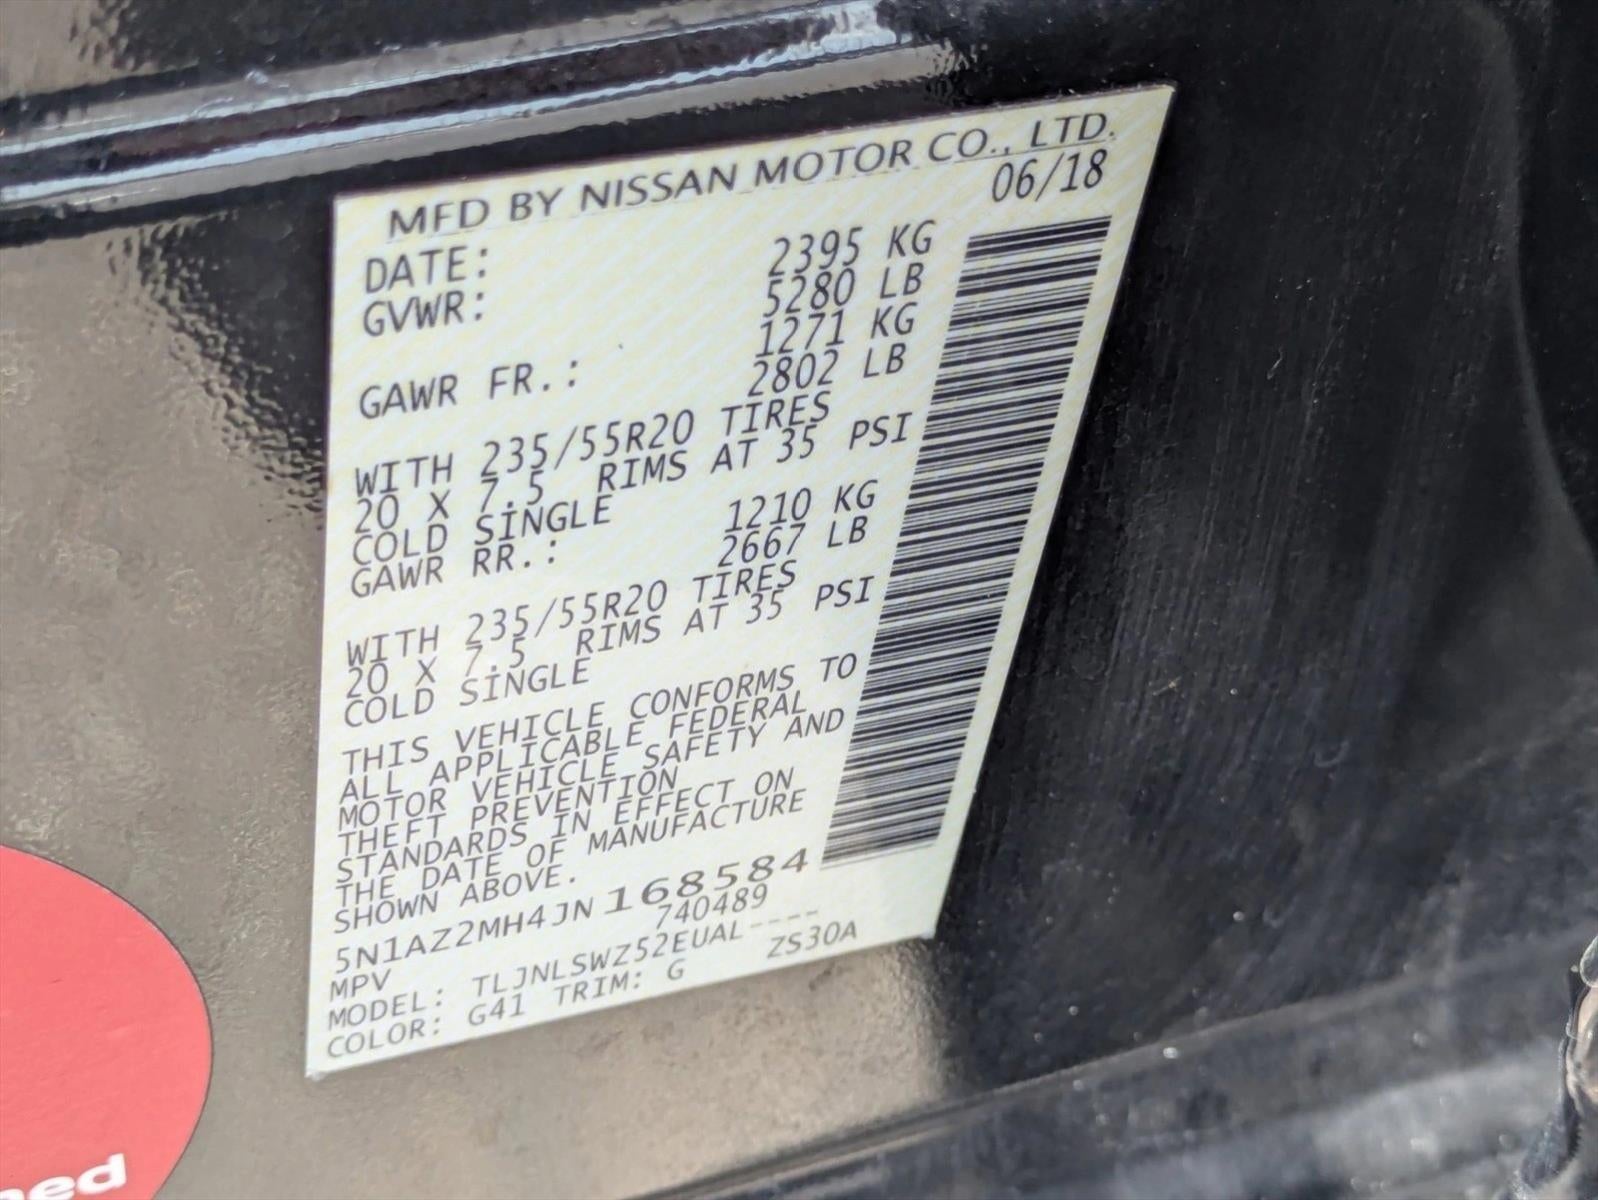 MFD BY NISSAN MOTOR CO., LTD.
DATE: 06/18
GVWR: 2395 KG
5280 LB
GAWR FR.: 1271 KG
2802 LB
WITH 235/55R20 TIRES
20 X 7.5 RIMS AT 35 PSI
COLD SINGLE
GAWR RR.: 1210 KG
2667 LB
WITH 235/55R20 TIRES
20 X 7.5 RIMS AT 35 PSI
COLD SINGLE
THIS VEHICLE CONFORMS TO
ALL APPLICABLE FEDERAL
MOTOR VEHICLE SAFETY AND
THEFT PREVENTION
STANDARDS IN EFFECT ON
THE DATE OF MANUFACTURE
SHOWN ABOVE.
5N1AZ2MH4JN168584
MPV 740489
MODEL: TLJNLSWZ52EUAL----
COLOR: G41 TRIM: G ZS30A